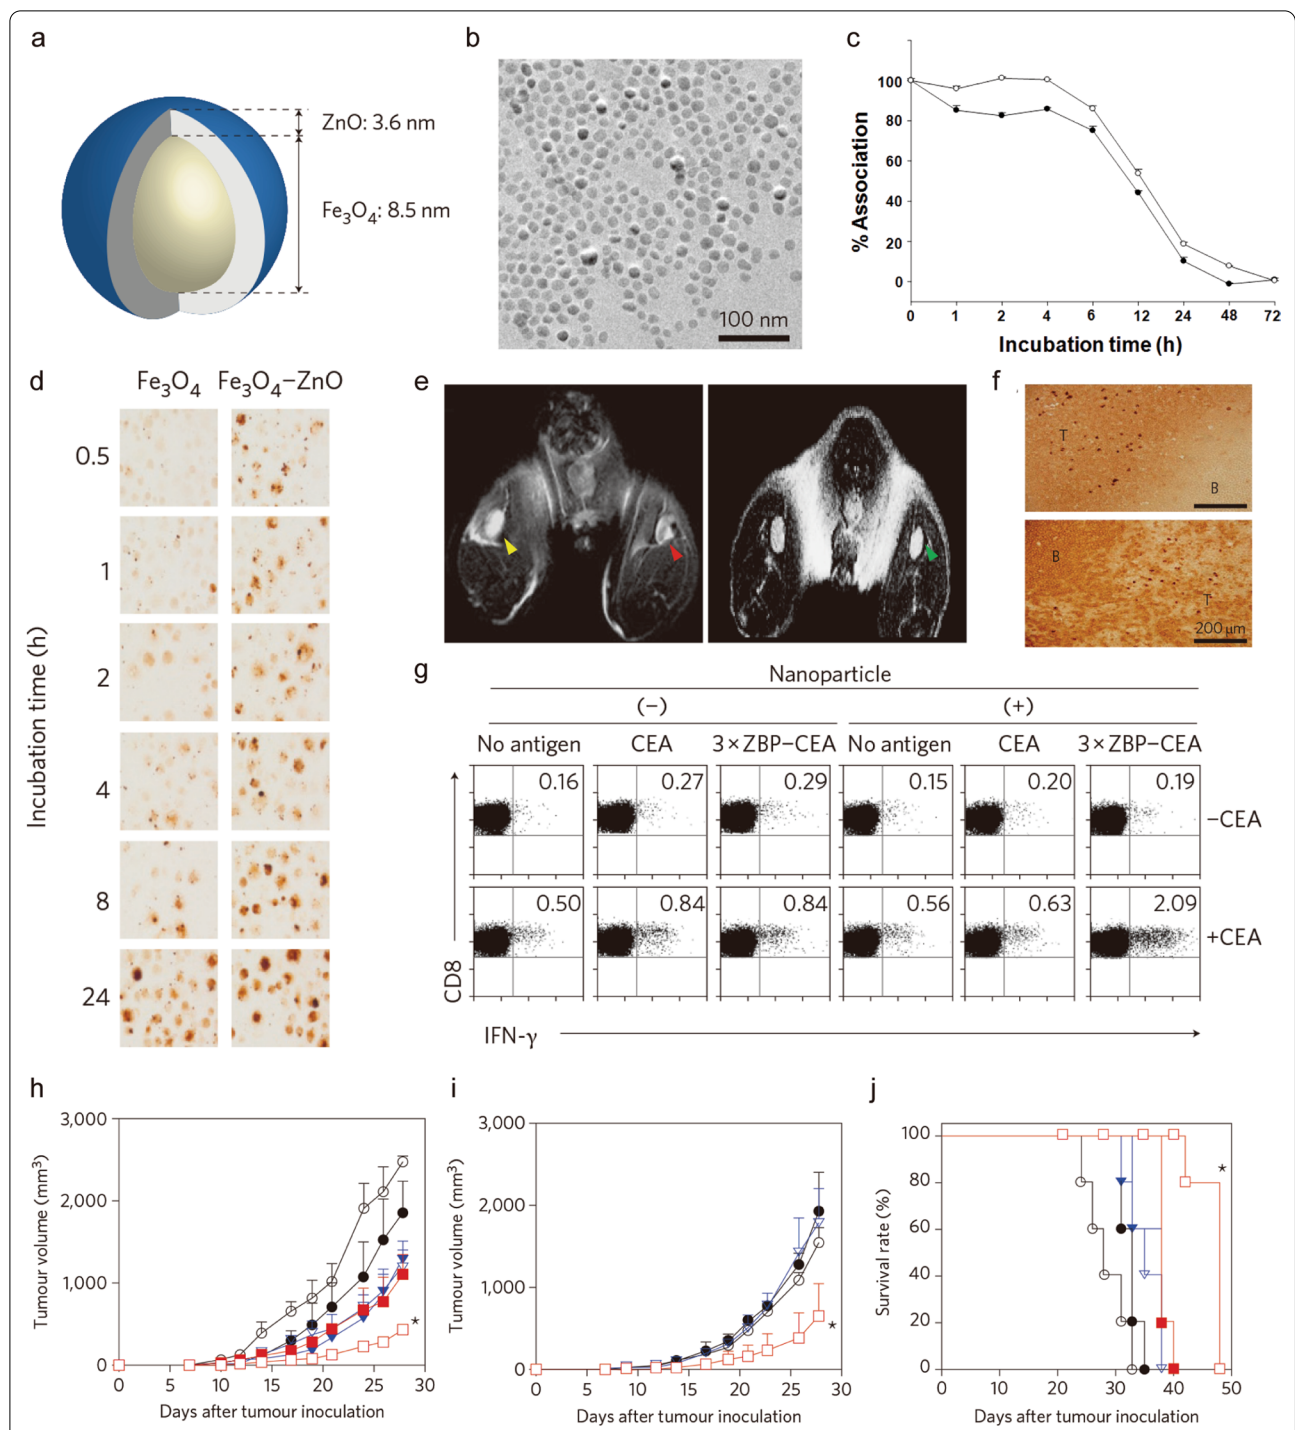 a
ZnO: 3.6 nm
Fe₃O₄: 8.5 nm
b
100 nm
c
% Association
100
80
60
40
20
0
0 1 2 4 6 12 24 48 72
Incubation time (h)
d
Fe₃O₄ Fe₃O₄–ZnO
Incubation time (h)
0.5
1
2
4
8
24
e
f
T
B
B
T
200 μm
g
Nanoparticle
(−) (+)
No antigen CEA 3×ZBP–CEA No antigen CEA 3×ZBP–CEA
0.16 0.27 0.29 0.15 0.20 0.19
−CEA
0.50 0.84 0.84 0.56 0.63 2.09
+CEA
CD8
IFN-γ
h
Tumour volume (mm³)
3,000
2,000
1,000
0
0 5 10 15 20 25 30
Days after tumour inoculation
*
i
Tumour volume (mm³)
3,000
2,000
1,000
0
0 5 10 15 20 25 30
Days after tumour inoculation
*
j
Survival rate (%)
100
80
60
40
20
0
0 10 20 30 40 50
Days after tumour inoculation
*